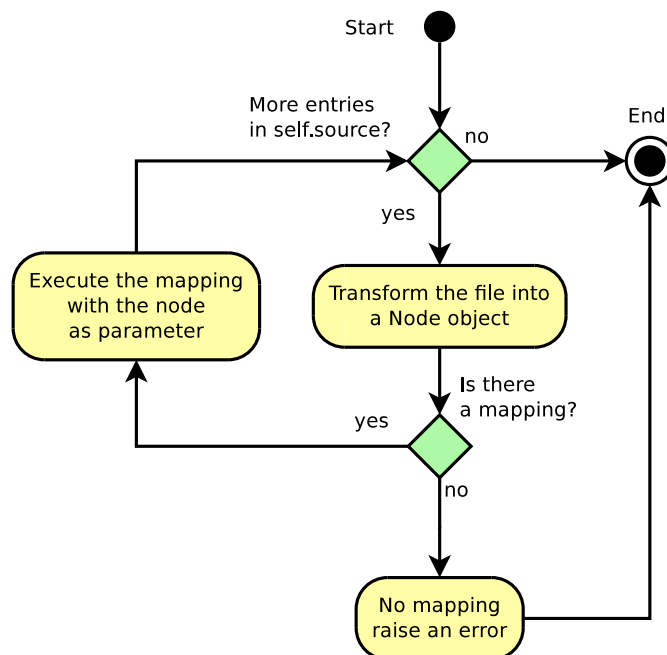 Start
More entries
in self.source?
End
no
yes
Execute the mapping
with the node
as parameter
Transform the file into
a Node object
Is there
a mapping?
yes
no
No mapping
raise an error